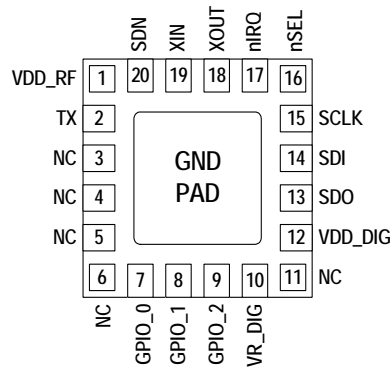 SDN XIN XOUT nIRQ nSEL
VDD_RF 1 20 19 18 17 16
TX 2 15 SCLK
NC 3 GND 14 SDI
NC 4 PAD 13 SDO
NC 5 12 VDD_DIG
6 7 8 9 10 11 NC
NC GPIO_0 GPIO_1 GPIO_2 VR_DIG